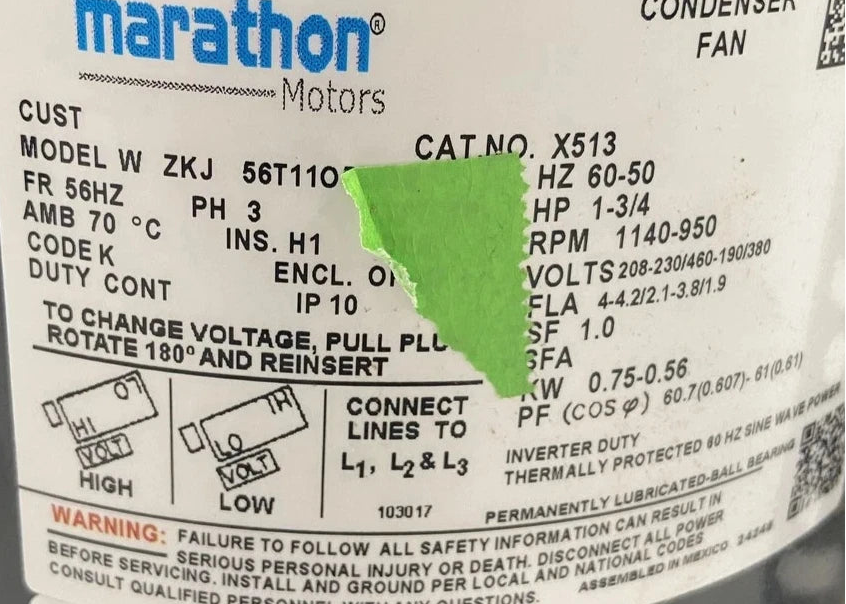 marathon®
Motors
CONDENSER
FAN
CUST
MODEL W ZKJ 56T11O
CAT.NO. X513
FR 56HZ PH 3
HZ 60-50
AMB 70 °C INS. H1
HP 1-3/4
CODE K ENCL.
RPM 1140-950
DUTY CONT IP 10
VOLTS 208-230/460-190/380
FLA 4-4.2/2.1-3.8/1.9
SF 1.0
SFA
KW 0.75-0.56
PF (COS φ) 60.7(0.607)- 61(0.61)
TO CHANGE VOLTAGE, PULL
ROTATE 180º AND REINSERT
HI LO
VOLT
HIGH
LO HI
VOLT
LOW
CONNECT
LINES TO
L1, L2 & L3
103017
INVERTER DUTY
THERMALLY PROTECTED 60 HZ SINE WAVE POWER
PERMANENTLY LUBRICATED-BALL BEARING
WARNING: FAILURE TO FOLLOW ALL SAFETY INFORMATION CAN RESULT IN
SERIOUS PERSONAL INJURY OR DEATH. DISCONNECT ALL POWER
BEFORE SERVICING. INSTALL AND GROUND PER LOCAL AND NATIONAL CODES
CONSULT QUALIFIED PERSONNEL WITH ANY QUESTIONS.
ASSEMBLED IN MEXICO